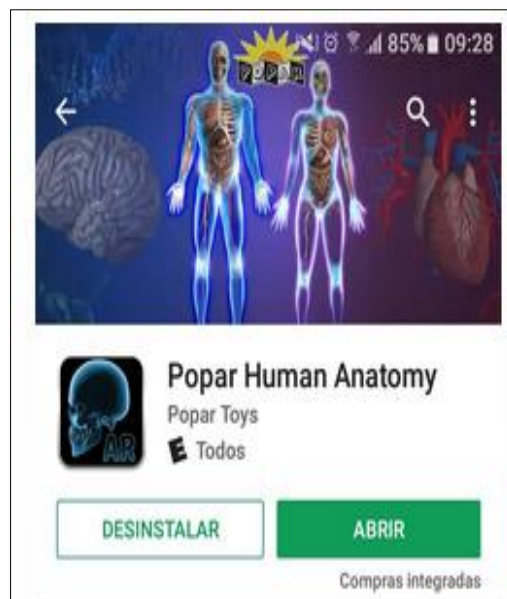 POPAR
85% 09:28
Popar Human Anatomy
Popar Toys
E Todos
AR
DESINSTALAR
ABRIR
Compras integradas